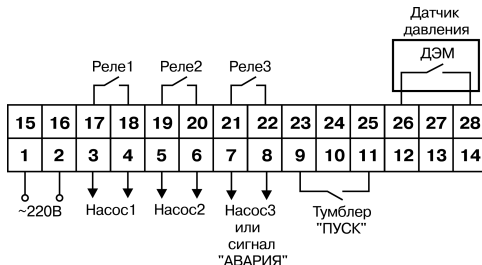 Датчик
давления
ДЭМ
Реле1 Реле2 Реле3
15 16 17 18 19 20 21 22 23 24 25 26 27 28
1 2 3 4 5 6 7 8 9 10 11 12 13 14
~220В Насос1 Насос2 Насос3
или
сигнал
"АВАРИЯ"
Тумблер
"ПУСК"